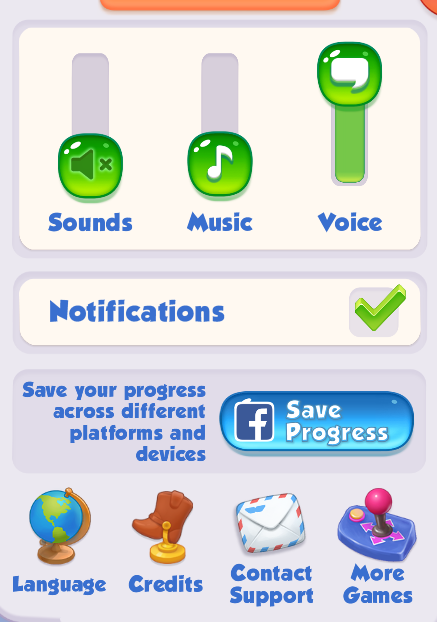 Sounds Music Voice
Notifications
Save your progress
across different
platforms and
devices
Save
Progress
Language Credits
Contact
Support
More
Games